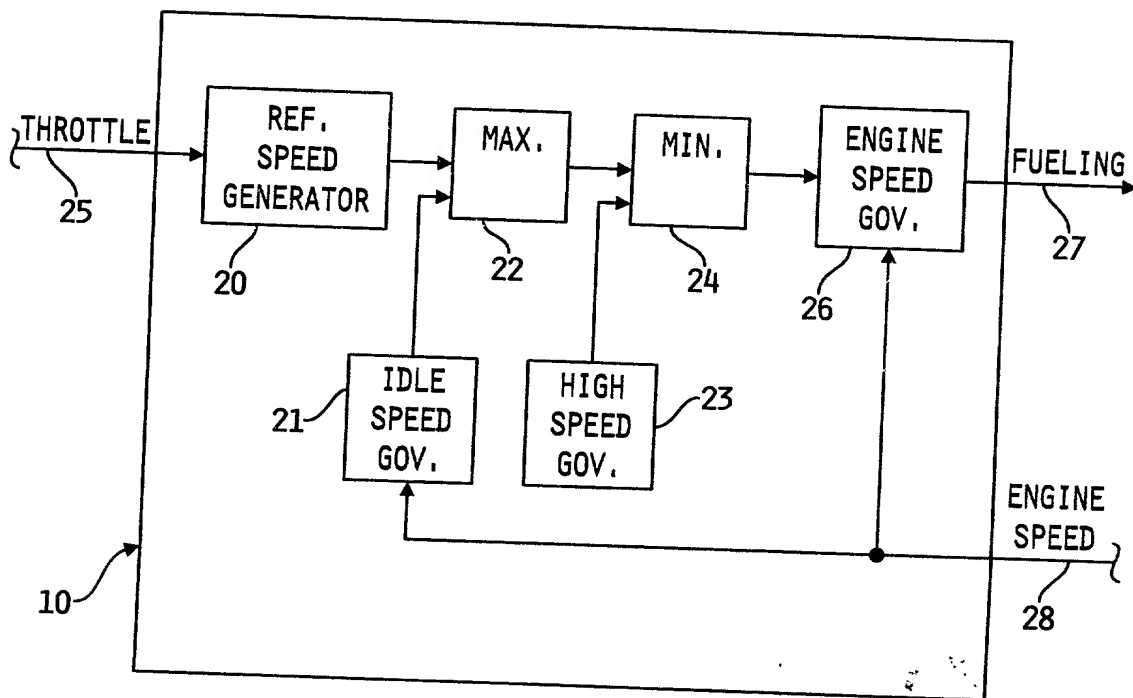 THROTTLE
25
REF.
SPEED
GENERATOR
20
MAX.
22
MIN.
24
ENGINE
SPEED
GOV.
26
FUELING
27
IDLE
SPEED
GOV.
21
HIGH
SPEED
GOV.
23
ENGINE
SPEED
28
10